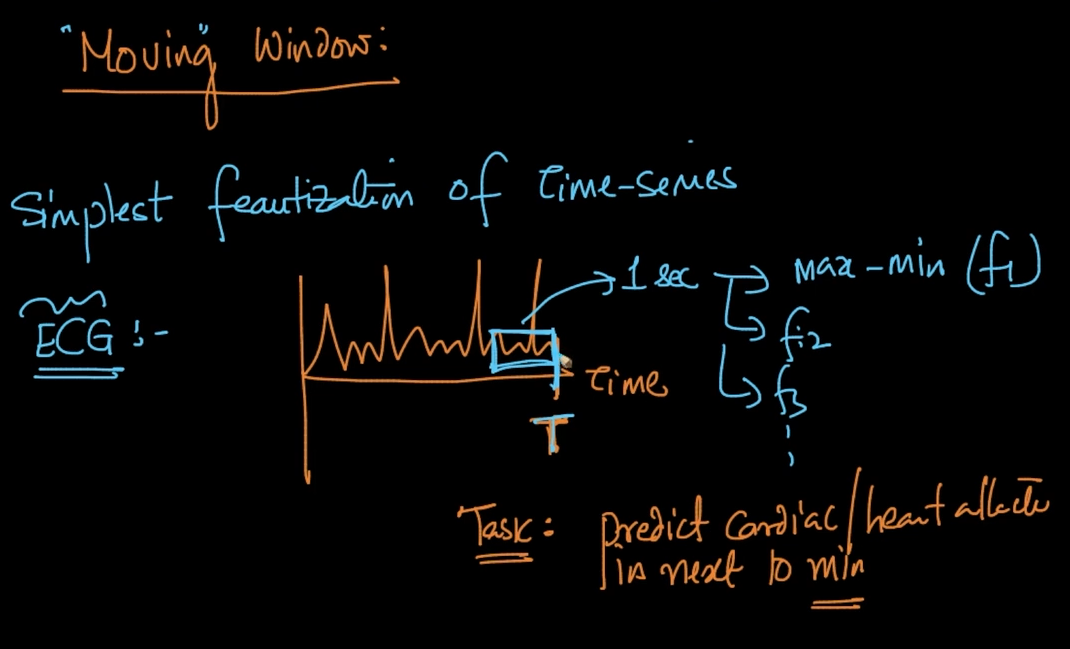 "Moving" Window:
Simplest feautization of time-series
ECG :-
1 sec
max-min (f1)
f2
f3
Time
T
Task: Predict cardiac/heart attack
in next 10 min